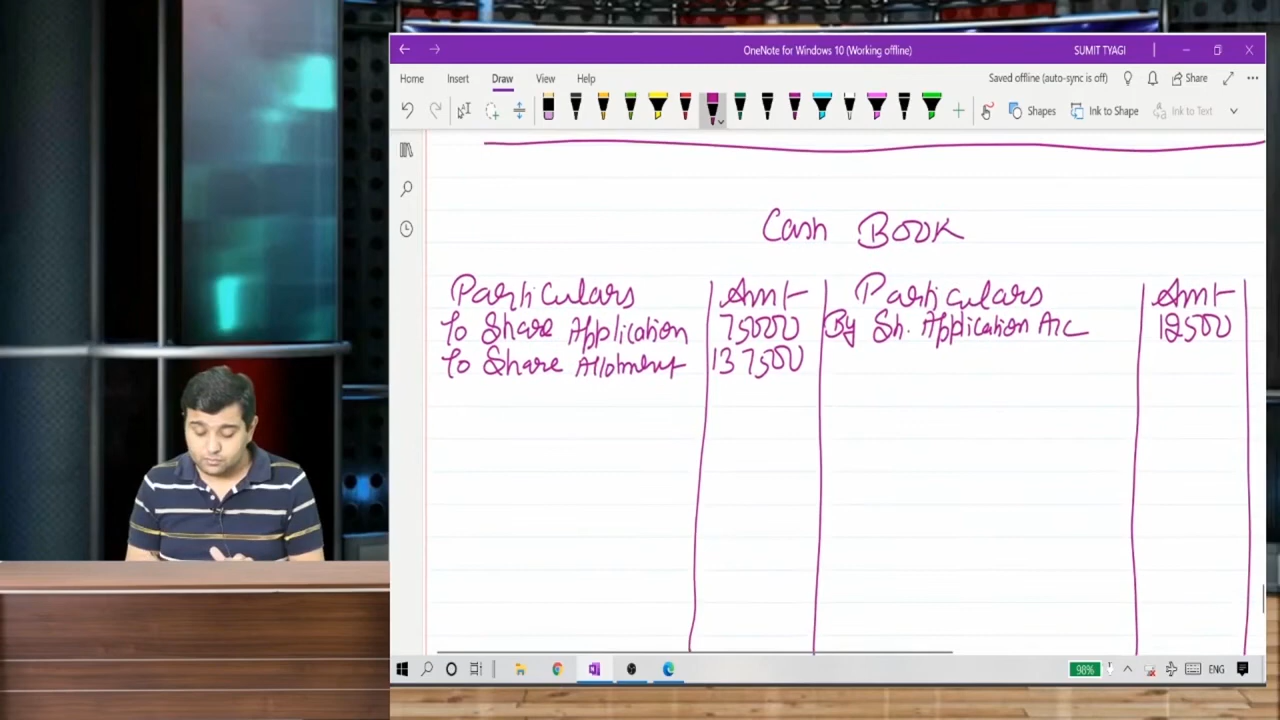 OneNote for Windows 10 (Working offline)
SUMIT TYAGI
Home Insert Draw View Help
Saved offline (auto-sync is off)
Share
Shapes
Ink to Shape
Ink to Text
Cash Book
Particulars Amt Particulars Amt
To Share Application 75000 By Sh. Application A/c 12500
To Share Allotment 137500
98%
ENG